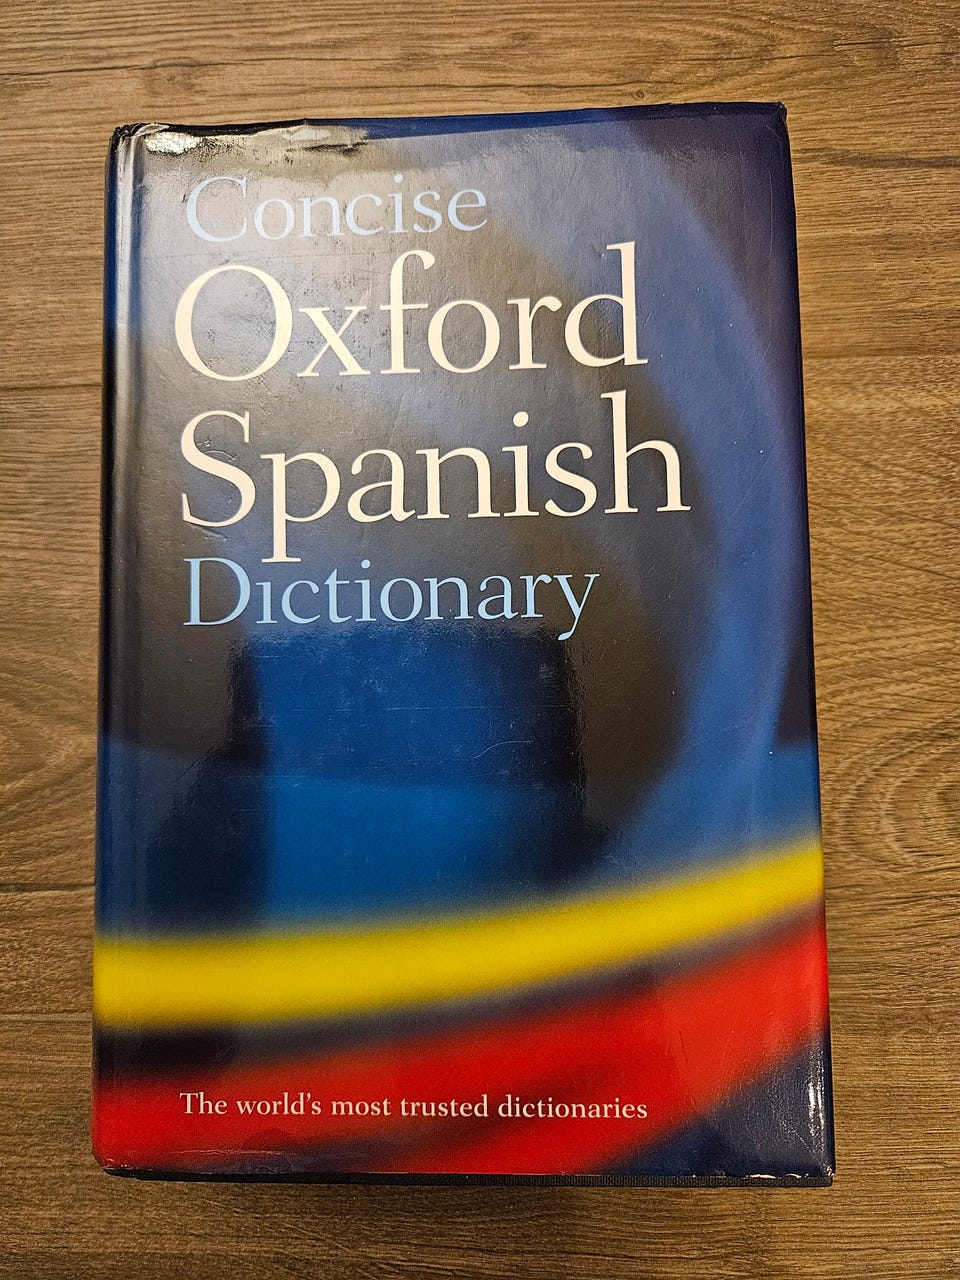 Concise
Oxford
Spanish
Dictionary
The world's most trusted dictionaries